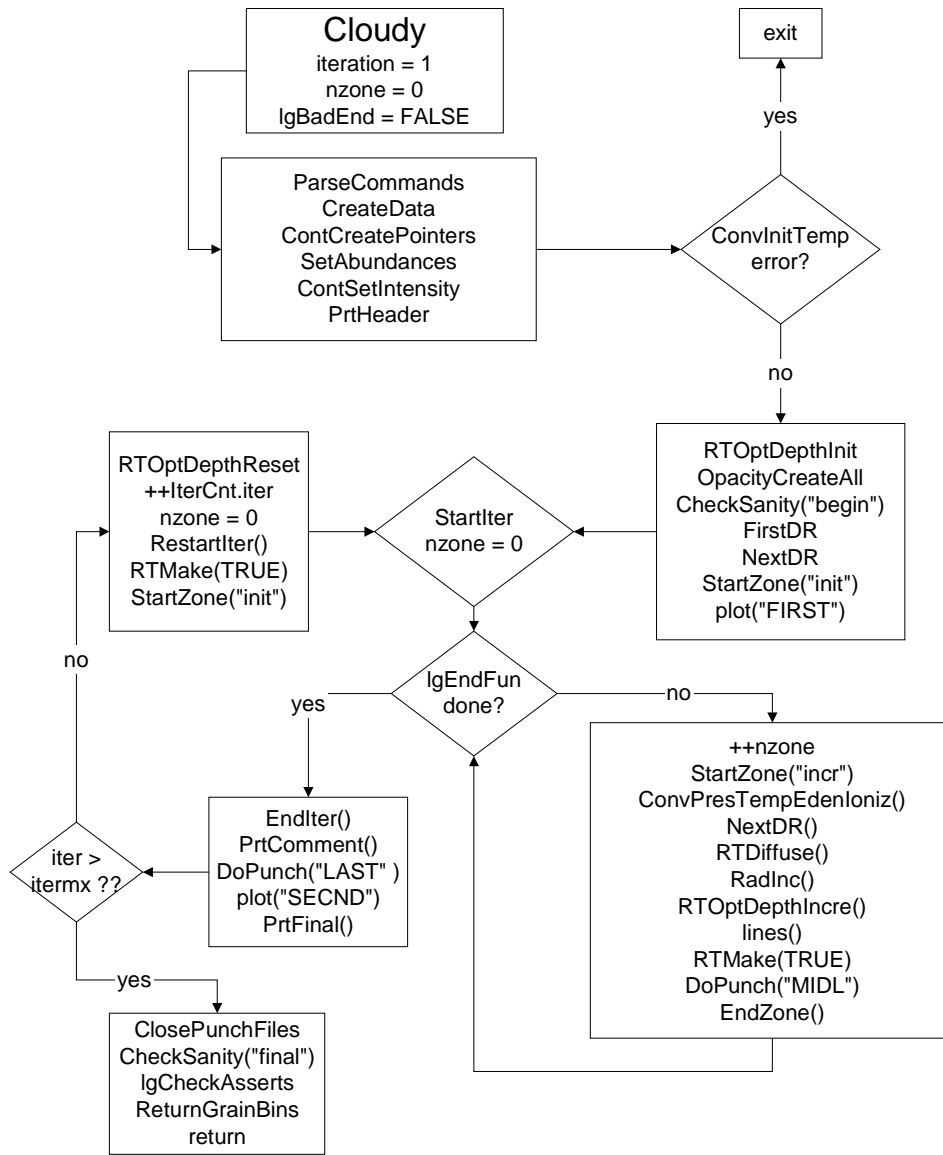 Cloudy
iteration = 1
nzone = 0
lgBadEnd = FALSE
exit
yes
ParseCommands
CreateData
ContCreatePointers
SetAbundances
ContSetIntensity
PrtHeader
ConvInitTemp
error?
no
RTOptDepthReset
++IterCnt.iter
nzone = 0
RestartIter()
RTMake(TRUE)
StartZone("init")
StartIter
nzone = 0
RTOptDepthInit
OpacityCreateAll
CheckSanity("begin")
FirstDR
NextDR
StartZone("init")
plot("FIRST")
no
lgEndFun
done?
yes
no
++nzone
StartZone("incr")
ConvPresTempEdenIoniz()
NextDR()
RTDiffuse()
RadInc()
RTOptDepthIncre()
lines()
RTMake(TRUE)
DoPunch("MIDL")
EndZone()
EndIter()
PrtComment()
DoPunch("LAST" )
plot("SECND")
PrtFinal()
iter >
itermx ??
yes
ClosePunchFiles
CheckSanity("final")
lgCheckAsserts
ReturnGrainBins
return